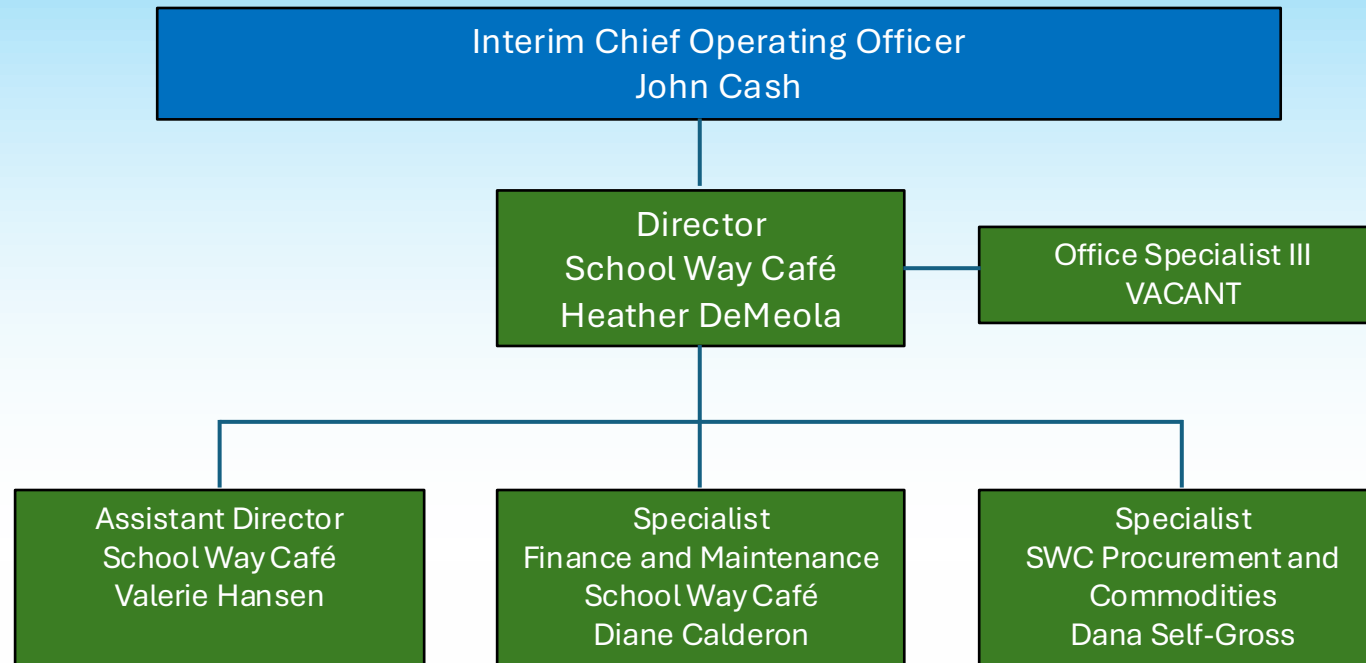 Interim Chief Operating Officer
John Cash
Director
School Way Café
Heather DeMeola
Office Specialist III
VACANT
Assistant Director
School Way Café
Valerie Hansen
Specialist
Finance and Maintenance
School Way Café
Diane Calderon
Specialist
SWC Procurement and
Commodities
Dana Self-Gross